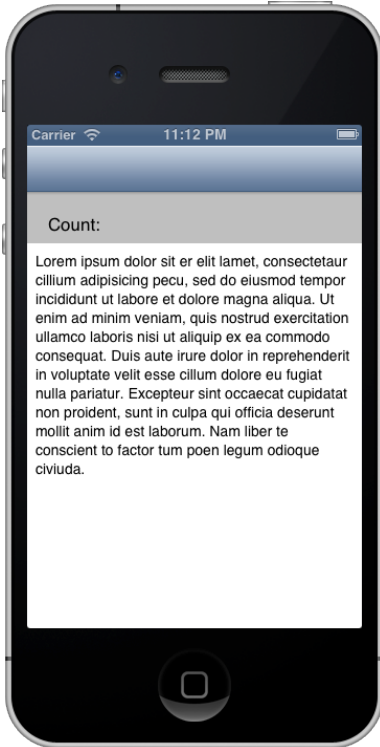 Carrier 11:12 PM
Count:
Lorem ipsum dolor sit er elit lamet, consectetaur
cillium adipisicing pecu, sed do eiusmod tempor
incididunt ut labore et dolore magna aliqua. Ut
enim ad minim veniam, quis nostrud exercitation
ullamco laboris nisi ut aliquip ex ea commodo
consequat. Duis aute irure dolor in reprehenderit
in voluptate velit esse cillum dolore eu fugiat
nulla pariatur. Excepteur sint occaecat cupidatat
non proident, sunt in culpa qui officia deserunt
mollit anim id est laborum. Nam liber te
conscient to factor tum poen legum odioque
civiuda.